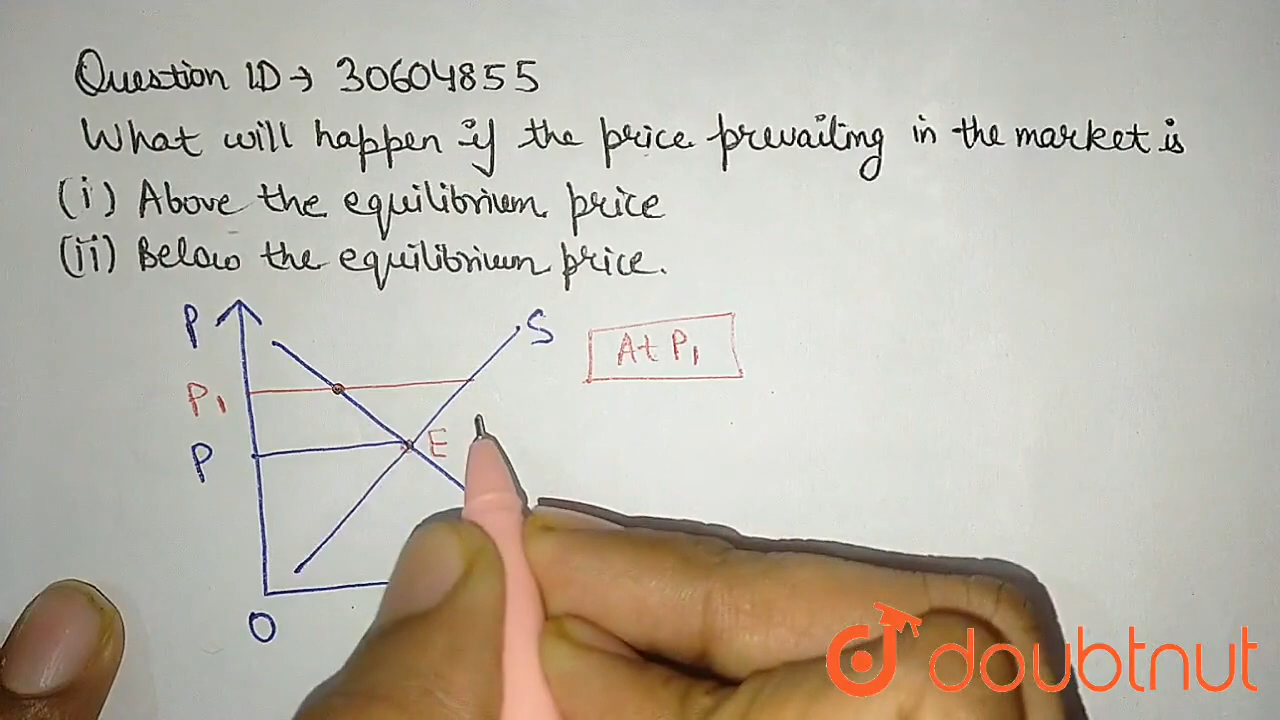 Question ID → 30604855
What will happen if the price prevailing in the market is
(i) Above the equilibrium price
(ii) Below the equilibrium price.
P
S
At P1
P1
E
P
O
doubtnut